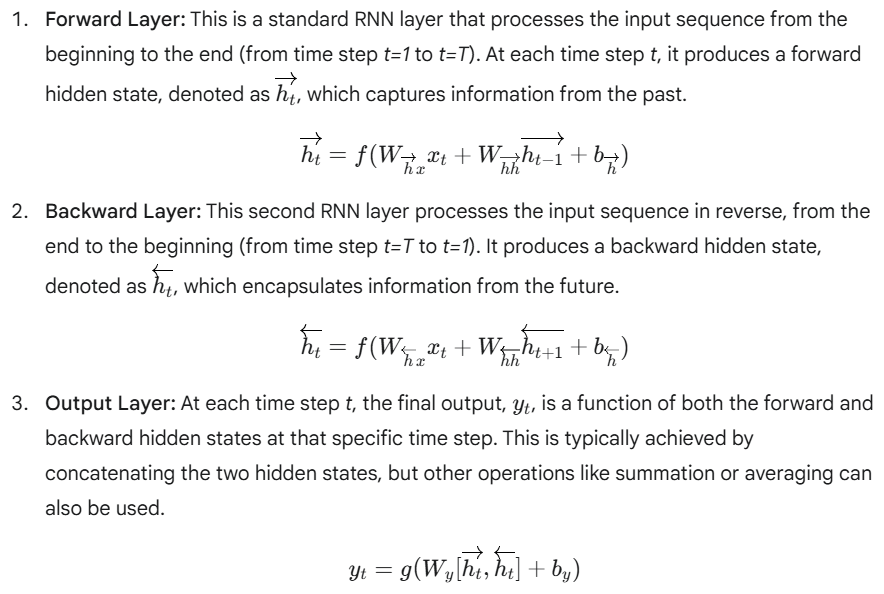 1. Forward Layer: This is a standard RNN layer that processes the input sequence from the
beginning to the end (from time step t=1 to t=T). At each time step t, it produces a forward
hidden state, denoted as $\overrightarrow{h_t}$, which captures information from the past.
$\overrightarrow{h_t} = f(W_{\overrightarrow{h}x} x_t + W_{\overrightarrow{h}h} \overrightarrow{h_{t-1}} + b_{\overrightarrow{h}})$
2. Backward Layer: This second RNN layer processes the input sequence in reverse, from the
end to the beginning (from time step t=T to t=1). It produces a backward hidden state,
denoted as $\overleftarrow{h_t}$, which encapsulates information from the future.
$\overleftarrow{h_t} = f(W_{\overleftarrow{h}x} x_t + W_{\overleftarrow{h}h} \overleftarrow{h_{t+1}} + b_{\overleftarrow{h}})$
3. Output Layer: At each time step t, the final output, $y_t$, is a function of both the forward and
backward hidden states at that specific time step. This is typically achieved by
concatenating the two hidden states, but other operations like summation or averaging can
also be used.
$y_t = g(W_y[\overrightarrow{h_t}, \overleftarrow{h_t}] + b_y)$